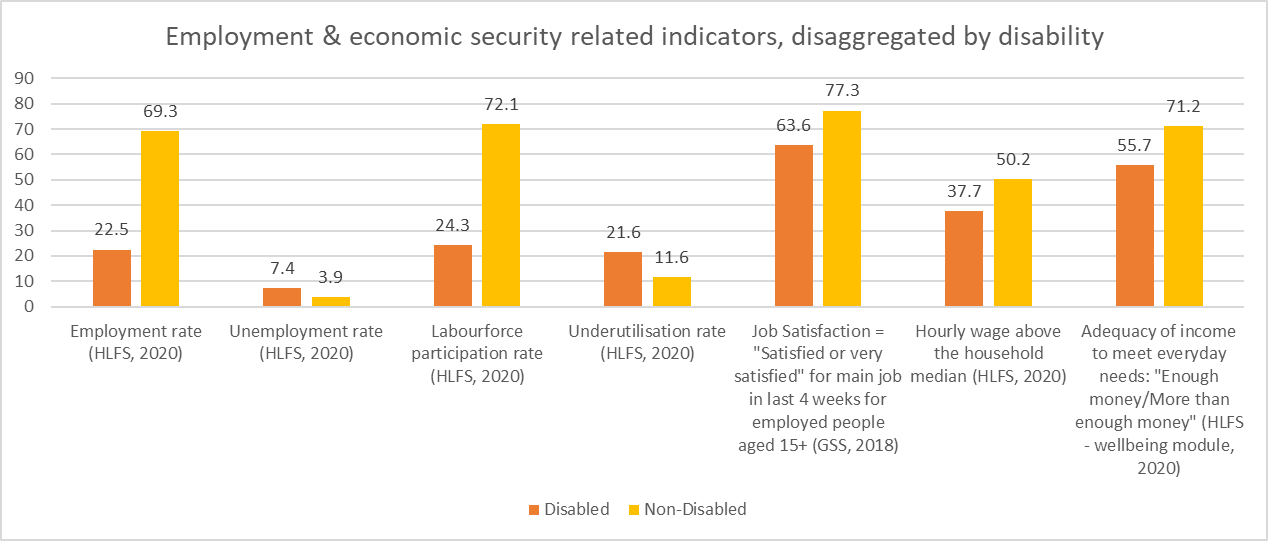 Employment & economic security related indicators, disaggregated by disability
90
80
70
60
50
40
30
20
10
0
22.5
69.3
7.4
3.9
24.3
72.1
21.6
11.6
63.6
77.3
37.7
50.2
55.7
71.2
Employment rate
(HLFS, 2020)
Unemployment rate
(HLFS, 2020)
Labourforce
participation rate
(HLFS, 2020)
Underutilisation rate
(HLFS, 2020)
Job Satisfaction =
"Satisfied or very
satisfied" for main job
in last 4 weeks for
employed people
aged 15+ (GSS, 2018)
Hourly wage above
the household
median (HLFS, 2020)
Adequacy of income
to meet everyday
needs: "Enough
money/More than
enough money" (HLFS
- wellbeing module,
2020)
Disabled
Non-Disabled